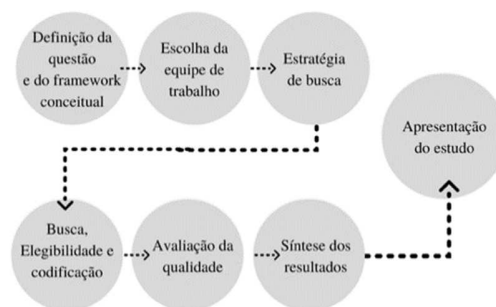 Definição da
questão
e do framework
conceitual
Escolha da
equipe de
trabalho
Estratégia
de busca
Apresentação
do estudo
Busca,
Elegibilidade e
codificação
Avaliação da
qualidade
Síntese dos
resultados